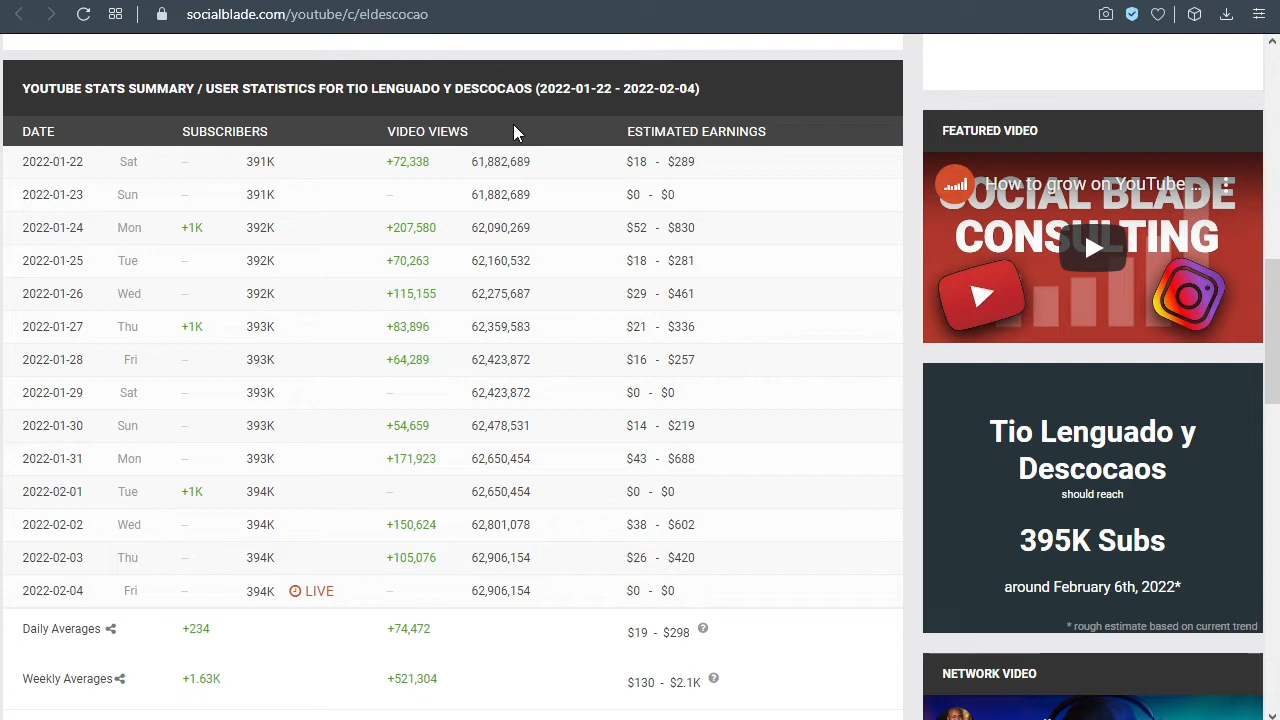 socialblade.com/youtube/c/eldescocao
YOUTUBE STATS SUMMARY / USER STATISTICS FOR TIO LENGUADO Y DESCOCAOS (2022-01-22 - 2022-02-04)
DATE SUBSCRIBERS VIDEO VIEWS ESTIMATED EARNINGS
2022-01-22 Sat -- 391K +72,338 61,882,689 $18 - $289
2022-01-23 Sun -- 391K -- 61,882,689 $0 - $0
2022-01-24 Mon +1K 392K +207,580 62,090,269 $52 - $830
2022-01-25 Tue -- 392K +70,263 62,160,532 $18 - $281
2022-01-26 Wed -- 392K +115,155 62,275,687 $29 - $461
2022-01-27 Thu +1K 393K +83,896 62,359,583 $21 - $336
2022-01-28 Fri -- 393K +64,289 62,423,872 $16 - $257
2022-01-29 Sat -- 393K -- 62,423,872 $0 - $0
2022-01-30 Sun -- 393K +54,659 62,478,531 $14 - $219
2022-01-31 Mon -- 393K +171,923 62,650,454 $43 - $688
2022-02-01 Tue +1K 394K -- 62,650,454 $0 - $0
2022-02-02 Wed -- 394K +150,624 62,801,078 $38 - $602
2022-02-03 Thu -- 394K +105,076 62,906,154 $26 - $420
2022-02-04 Fri -- 394K LIVE -- 62,906,154 $0 - $0
Daily Averages +234 +74,472 $19 - $298 ?
Weekly Averages +1.63K +521,304 $130 - $2.1K ?
FEATURED VIDEO
How to grow on YouTube ...
SOCIAL BLADE
CONSULTING
Tio Lenguado y
Descocaos
should reach
395K Subs
around February 6th, 2022*
* rough estimate based on current trend
NETWORK VIDEO